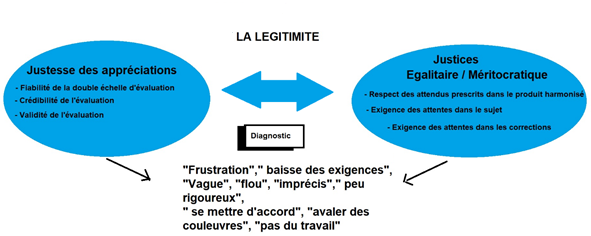 LA LEGITIMITE
Justesse des appréciations
- Fiabilité de la double échelle d'évaluation
- Crédibilité de l'évaluation
- Validité de l'évaluation
Justices
Egalitaire / Méritocratique
- Respect des attendus prescrits dans le produit harmonisé
- Exigence des attentes dans le sujet
- Exigence des attentes dans les corrections
Diagnostic
"Frustration"," baisse des exigences",
"Vague", "flou", "imprécis"," peu
rigoureux",
" se mettre d'accord", "avaler des
couleuvres", "pas du travail"